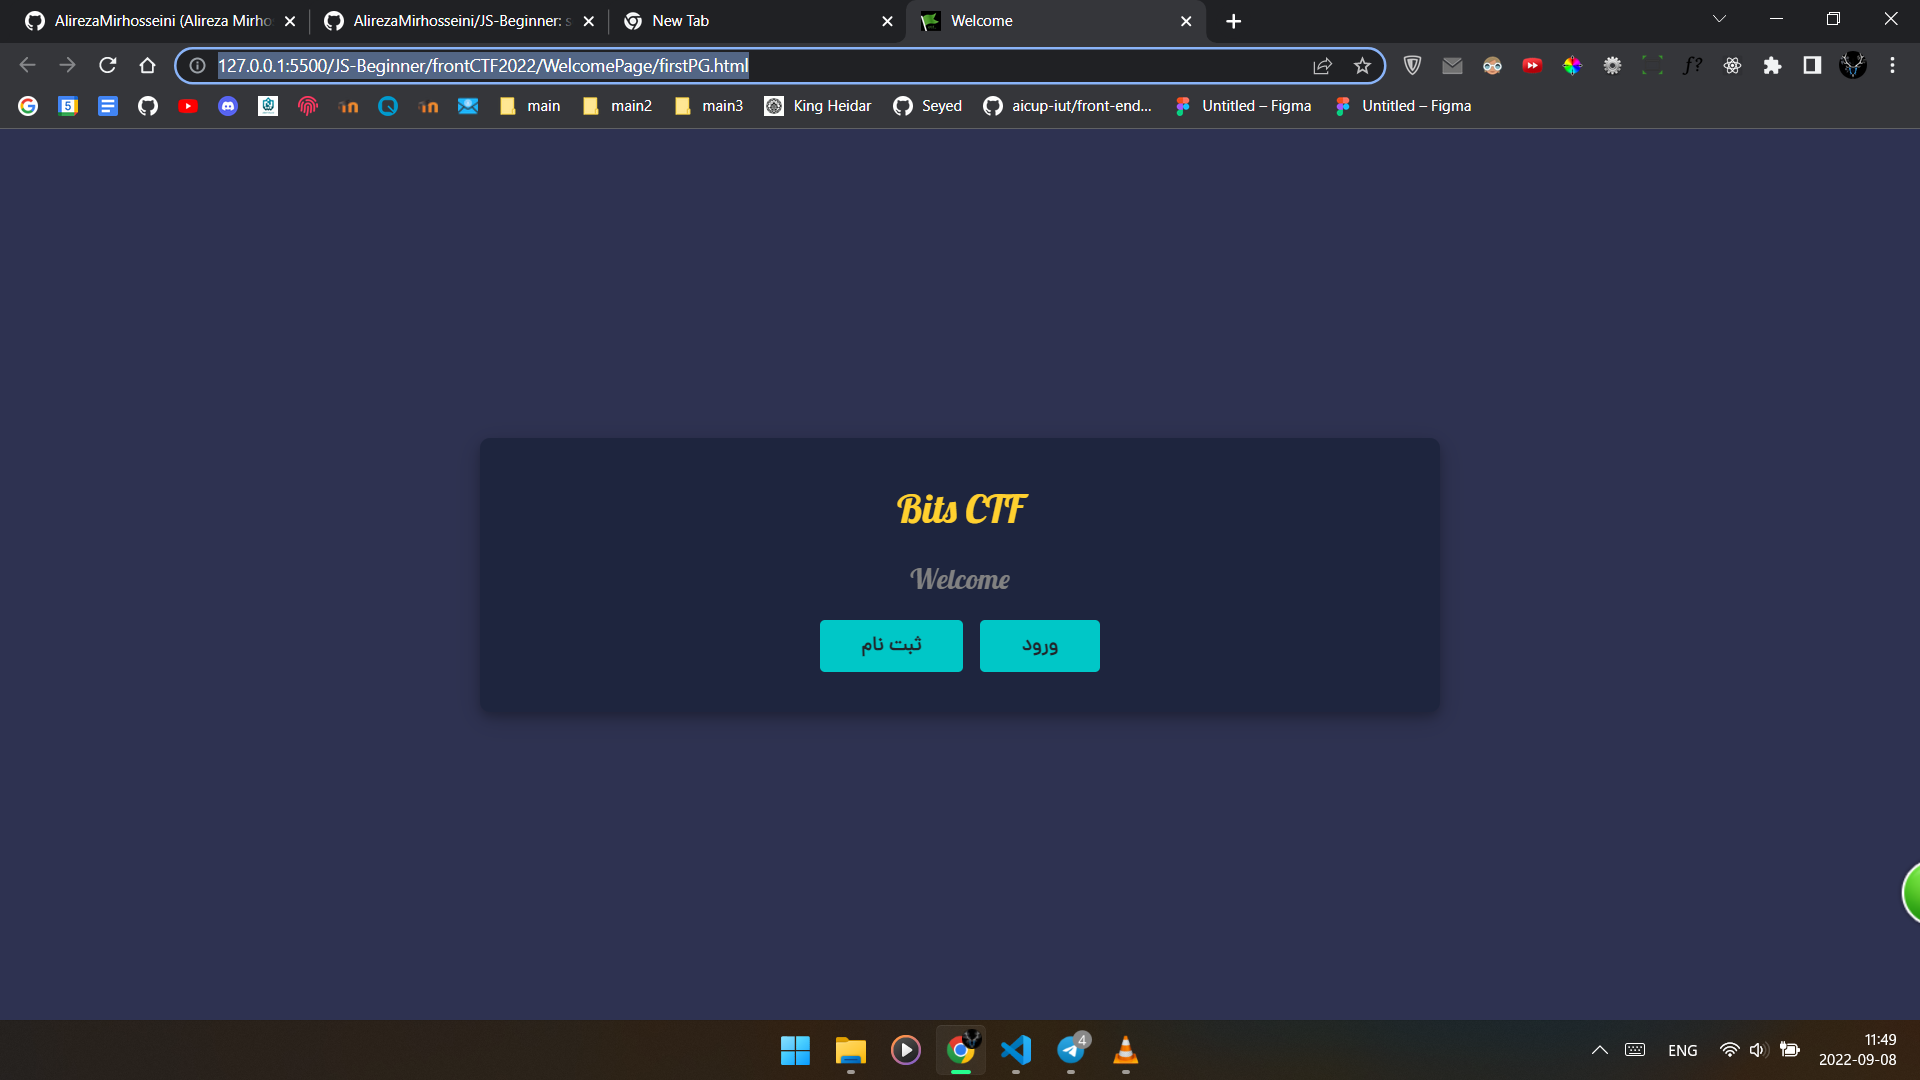 AlirezaMirhosseini (Alireza Mirho
AlirezaMirhosseini/JS-Beginner: s
New Tab
Welcome
127.0.0.1:5500/JS-Beginner/frontCTF2022/WelcomePage/firstPG.html
main
main2
main3
King Heidar
Seyed
aicup-iut/front-end...
Untitled – Figma
Untitled – Figma
Bits CTF
Welcome
ثبت نام
ورود
4
ENG
11:49
2022-09-08